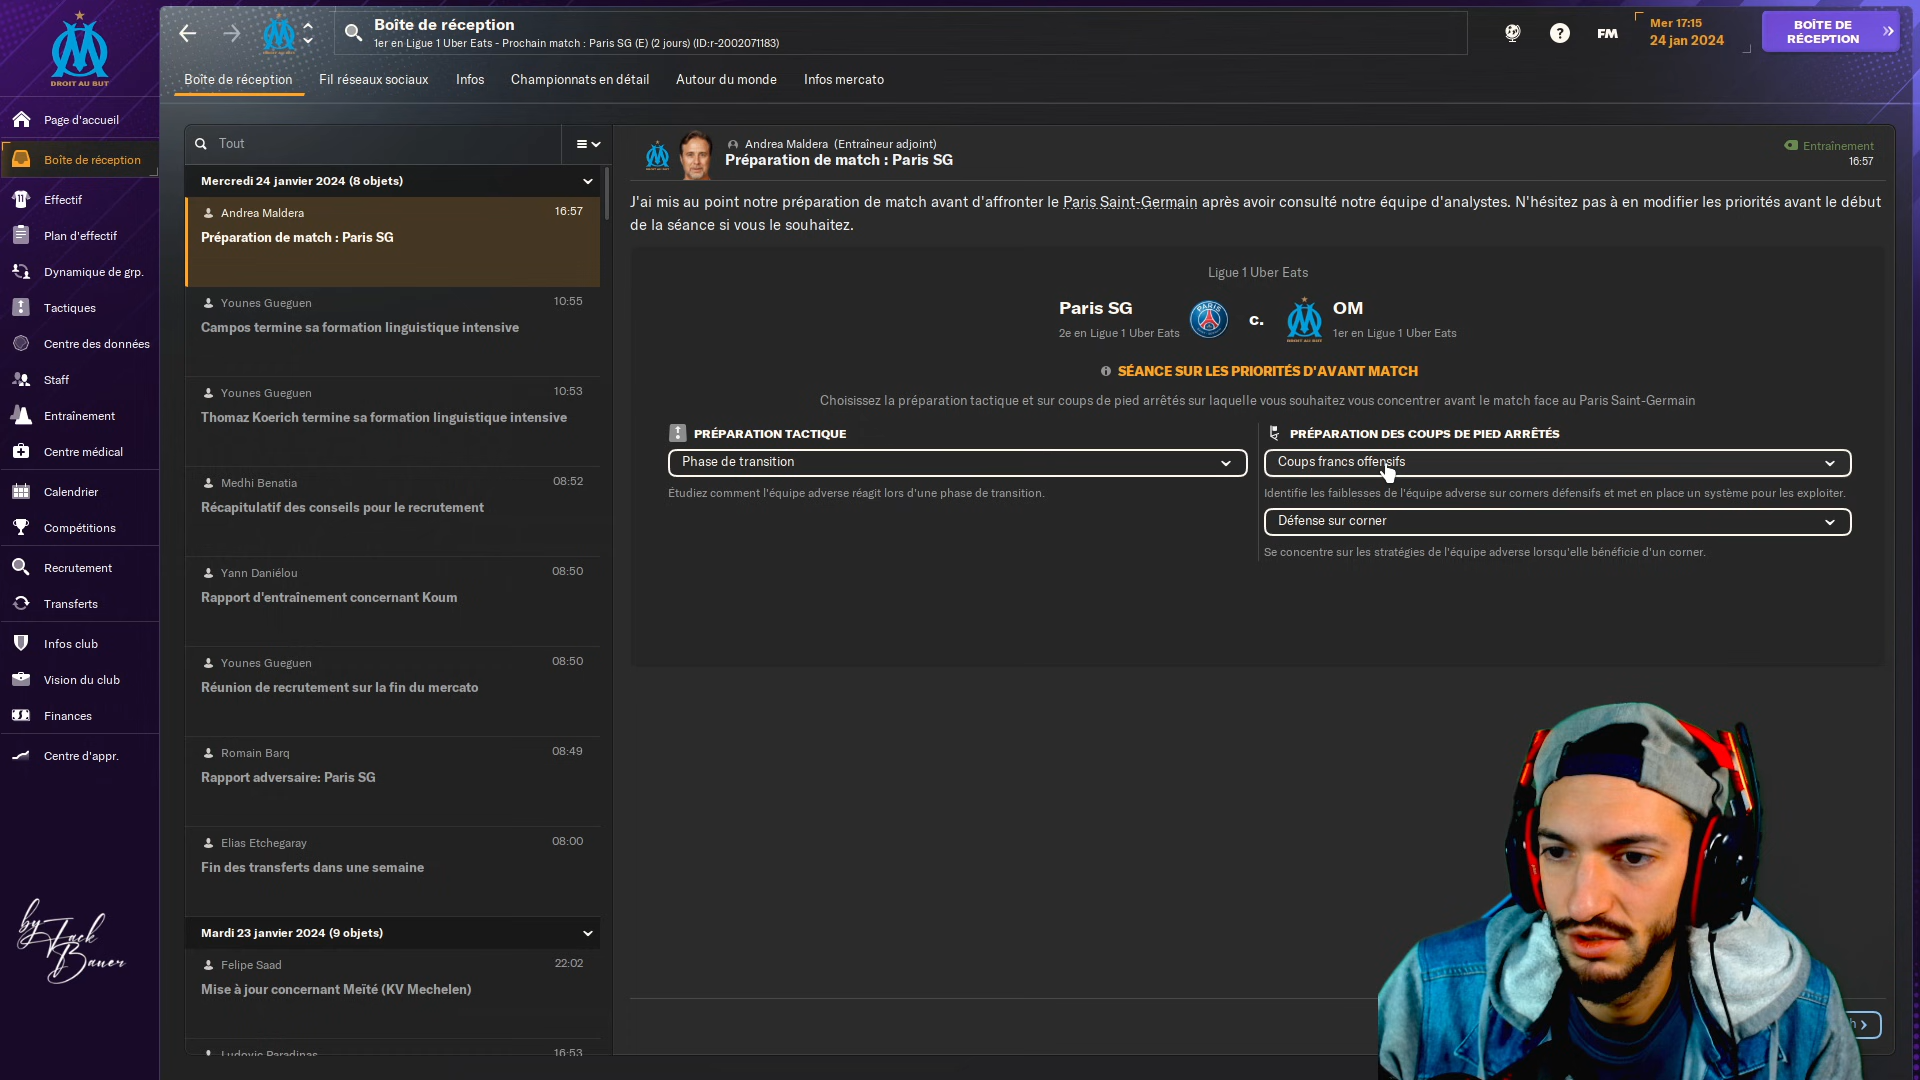 DROIT AU BUT
Page d'accueil
Boîte de réception
Effectif
Plan d'effectif
Dynamique de grp.
Tactiques
Centre des données
Staff
Entraînement
Centre médical
Calendrier
Compétitions
Recrutement
Transferts
Infos club
Vision du club
Finances
Centre d'appr.
by Jack Bauer
Boîte de réception
1er en Ligue 1 Uber Eats - Prochain match : Paris SG (E) (2 jours) (ID:r-2002071183)
FM
Mer 17:15
24 jan 2024
BOÎTE DE
RÉCEPTION
Boîte de réception
Fil réseaux sociaux
Infos
Championnats en détail
Autour du monde
Infos mercato
Tout
Mercredi 24 janvier 2024 (8 objets)
Andrea Maldera 16:57
Préparation de match : Paris SG
Younes Gueguen 10:55
Campos termine sa formation linguistique intensive
Younes Gueguen 10:53
Thomaz Koerich termine sa formation linguistique intensive
Medhi Benatia 08:52
Récapitulatif des conseils pour le recrutement
Yann Daniélou 08:50
Rapport d'entraînement concernant Koum
Younes Gueguen 08:50
Réunion de recrutement sur la fin du mercato
Romain Barq 08:49
Rapport adversaire: Paris SG
Elias Etchegaray 08:00
Fin des transferts dans une semaine
Mardi 23 janvier 2024 (9 objets)
Felipe Saad 22:02
Mise à jour concernant Meïté (KV Mechelen)
Ludovic Paradinas 16:53
Andrea Maldera (Entraîneur adjoint)
Préparation de match : Paris SG
Entraînement
16:57
J'ai mis au point notre préparation de match avant d'affronter le Paris Saint-Germain après avoir consulté notre équipe d'analystes. N'hésitez pas à en modifier les priorités avant le début
de la séance si vous le souhaitez.
Ligue 1 Uber Eats
Paris SG
2e en Ligue 1 Uber Eats
PARIS
c.
OM
1er en Ligue 1 Uber Eats
DROIT AU BUT
SÉANCE SUR LES PRIORITÉS D'AVANT MATCH
Choisissez la préparation tactique et sur coups de pied arrêtés sur laquelle vous souhaitez vous concentrer avant le match face au Paris Saint-Germain
PRÉPARATION TACTIQUE
Phase de transition
Étudiez comment l'équipe adverse réagit lors d'une phase de transition.
PRÉPARATION DES COUPS DE PIED ARRÊTÉS
Coups francs offensifs
Identifie les faiblesses de l'équipe adverse sur corners défensifs et met en place un système pour les exploiter.
Défense sur corner
Se concentre sur les stratégies de l'équipe adverse lorsqu'elle bénéficie d'un corner.